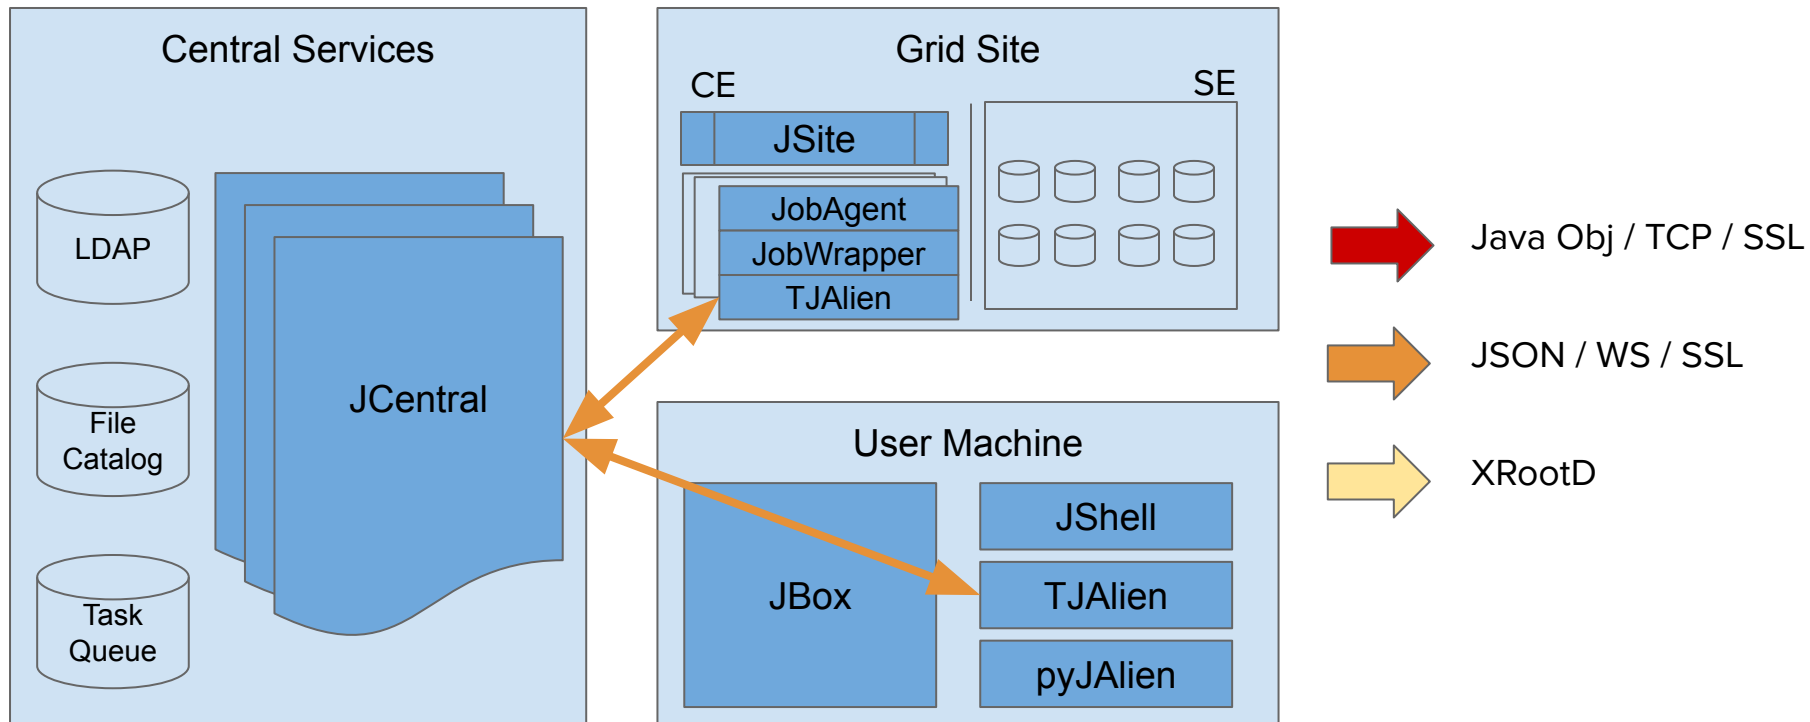 Central Services
LDAP
File
Catalog
Task
Queue
JCentral
Grid Site
CE
SE
JSite
JobAgent
JobWrapper
TJAlien
User Machine
JBox
JShell
TJAlien
pyJAlien
Java Obj / TCP / SSL
JSON / WS / SSL
XRootD